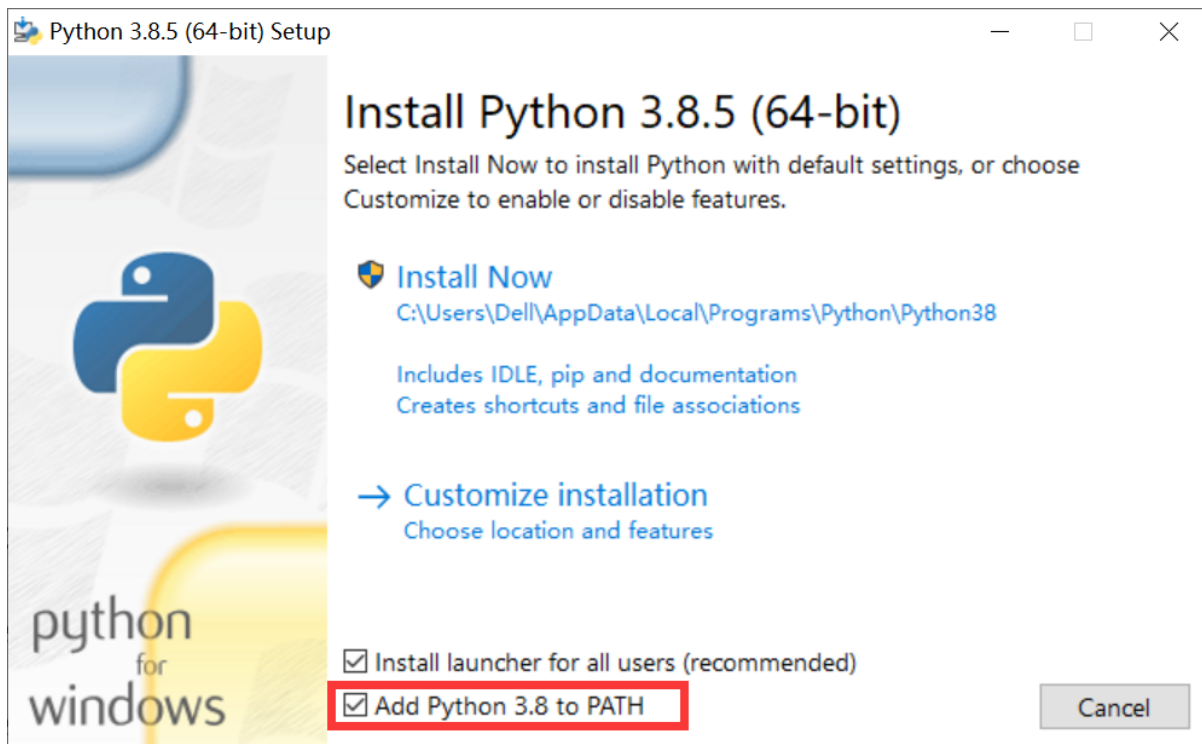 Python 3.8.5 (64-bit) Setup
Install Python 3.8.5 (64-bit)
Select Install Now to install Python with default settings, or choose
Customize to enable or disable features.
Install Now
C:\Users\Dell\AppData\Local\Programs\Python\Python38
Includes IDLE, pip and documentation
Creates shortcuts and file associations
Customize installation
Choose location and features
python
for
windows
Install launcher for all users (recommended)
Add Python 3.8 to PATH
Cancel